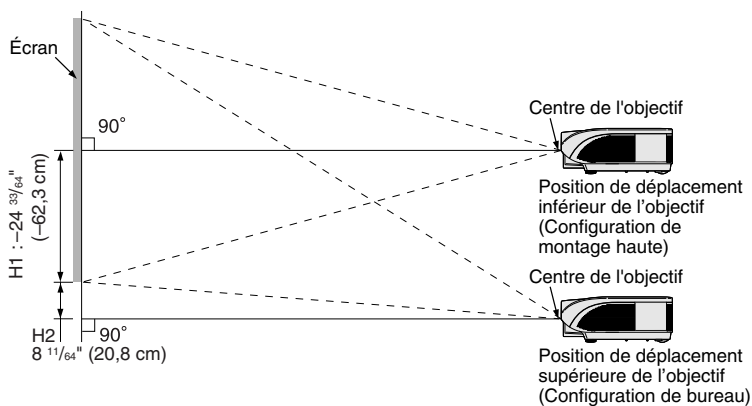 Écran
90°
Centre de l'objectif
H1 : –24 33/64"
(–62,3 cm)
Position de déplacement
inférieur de l'objectif
(Configuration de
montage haute)
Centre de l'objectif
H2
8 11/64" (20,8 cm)
90°
Position de déplacement
supérieure de l'objectif
(Configuration de bureau)